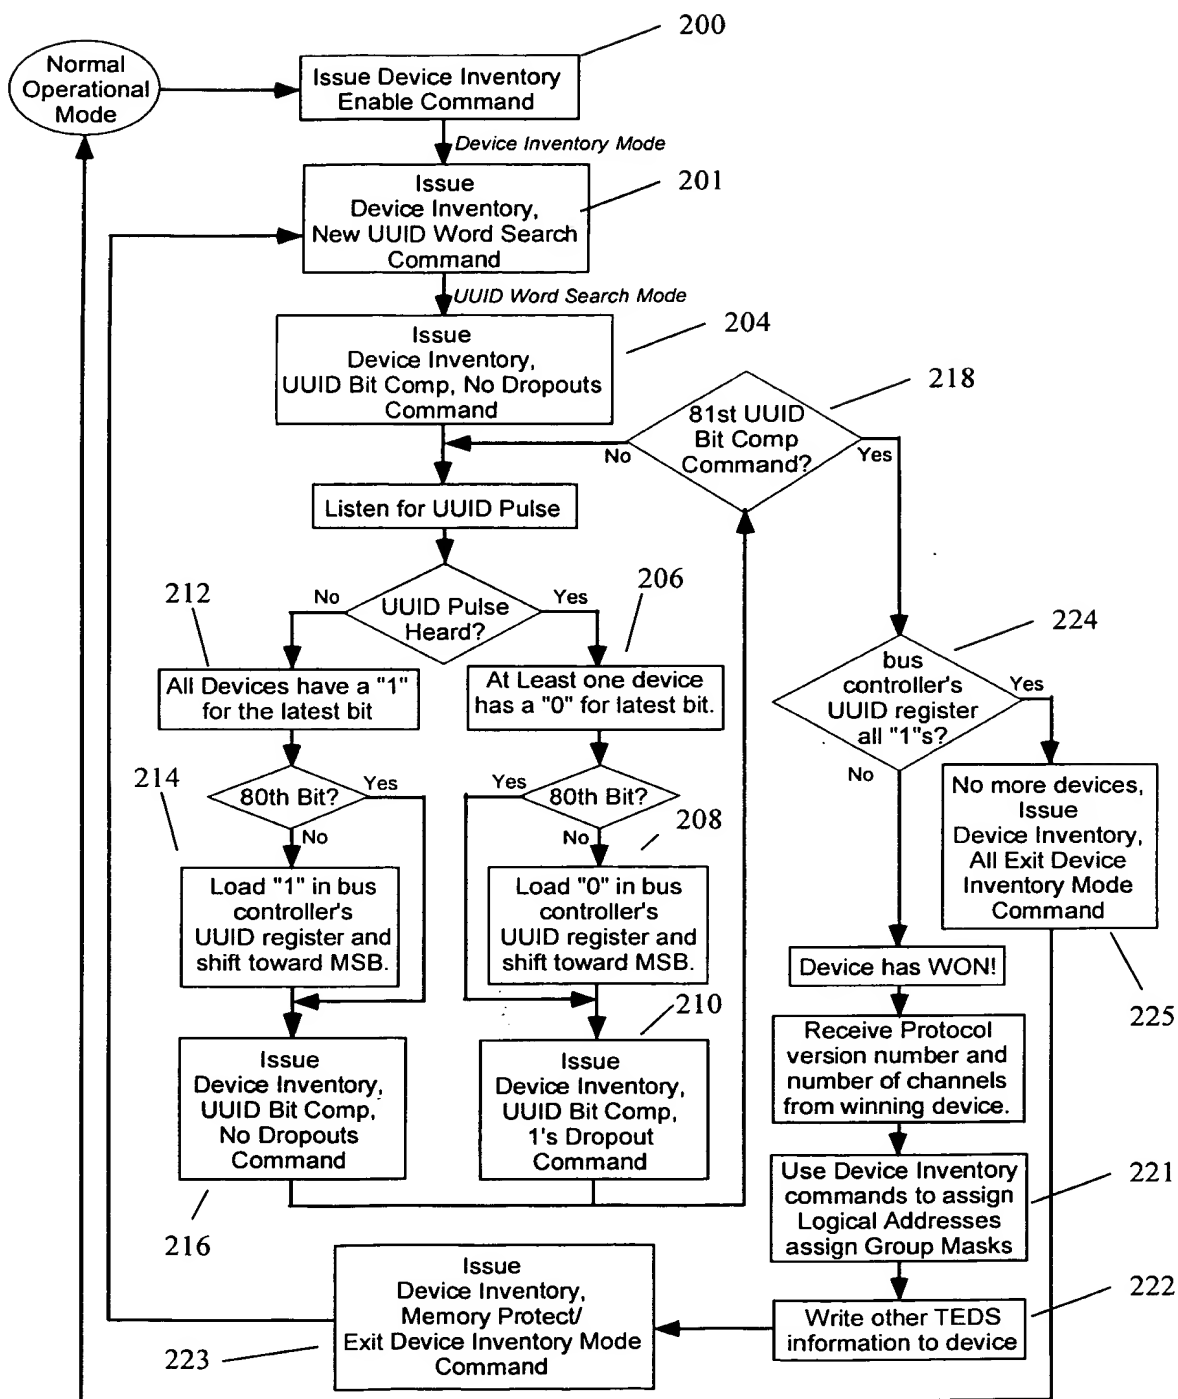 200
Normal
Operational
Mode
Issue Device Inventory
Enable Command
Device Inventory Mode
201
Issue
Device Inventory,
New UUID Word Search
Command
UUID Word Search Mode
204
Issue
Device Inventory,
UUID Bit Comp, No Dropouts
Command
218
81st UUID
Bit Comp
Command?
No
Yes
Listen for UUID Pulse
212
No
UUID Pulse
Heard?
Yes
206
All Devices have a "1"
for the latest bit
At Least one device
has a "0" for latest bit.
224
bus
controller's
UUID register
all "1"s?
Yes
No
214
80th Bit?
Yes
No
Yes
80th Bit?
No
208
No more devices,
Issue
Device Inventory,
All Exit Device
Inventory Mode
Command
225
Load "1" in bus
controller's
UUID register and
shift toward MSB.
Load "0" in bus
controller's
UUID register and
shift toward MSB.
210
Device has WON!
Issue
Device Inventory,
UUID Bit Comp,
No Dropouts
Command
216
Issue
Device Inventory,
UUID Bit Comp,
1's Dropout
Command
Receive Protocol
version number and
number of channels
from winning device.
Use Device Inventory
commands to assign
Logical Addresses
assign Group Masks
221
Issue
Device Inventory,
Memory Protect/
Exit Device Inventory Mode
Command
223
Write other TEDS
information to device
222